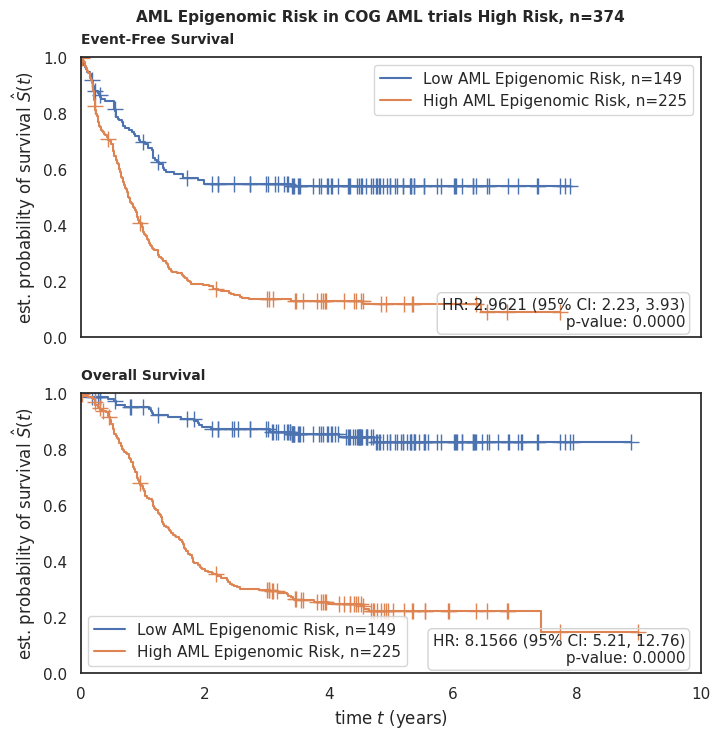 AML Epigenomic Risk in COG AML trials High Risk, n=374
Event-Free Survival
1.0
0.8
0.6
0.4
0.2
0.0
est. probability of survival Ŝ(t)
Low AML Epigenomic Risk, n=149
High AML Epigenomic Risk, n=225
HR: 2.9621 (95% CI: 2.23, 3.93)
p-value: 0.0000
Overall Survival
1.0
0.8
0.6
0.4
0.2
0.0
est. probability of survival Ŝ(t)
Low AML Epigenomic Risk, n=149
High AML Epigenomic Risk, n=225
HR: 8.1566 (95% CI: 5.21, 12.76)
p-value: 0.0000
0 2 4 6 8 10
time t (years)